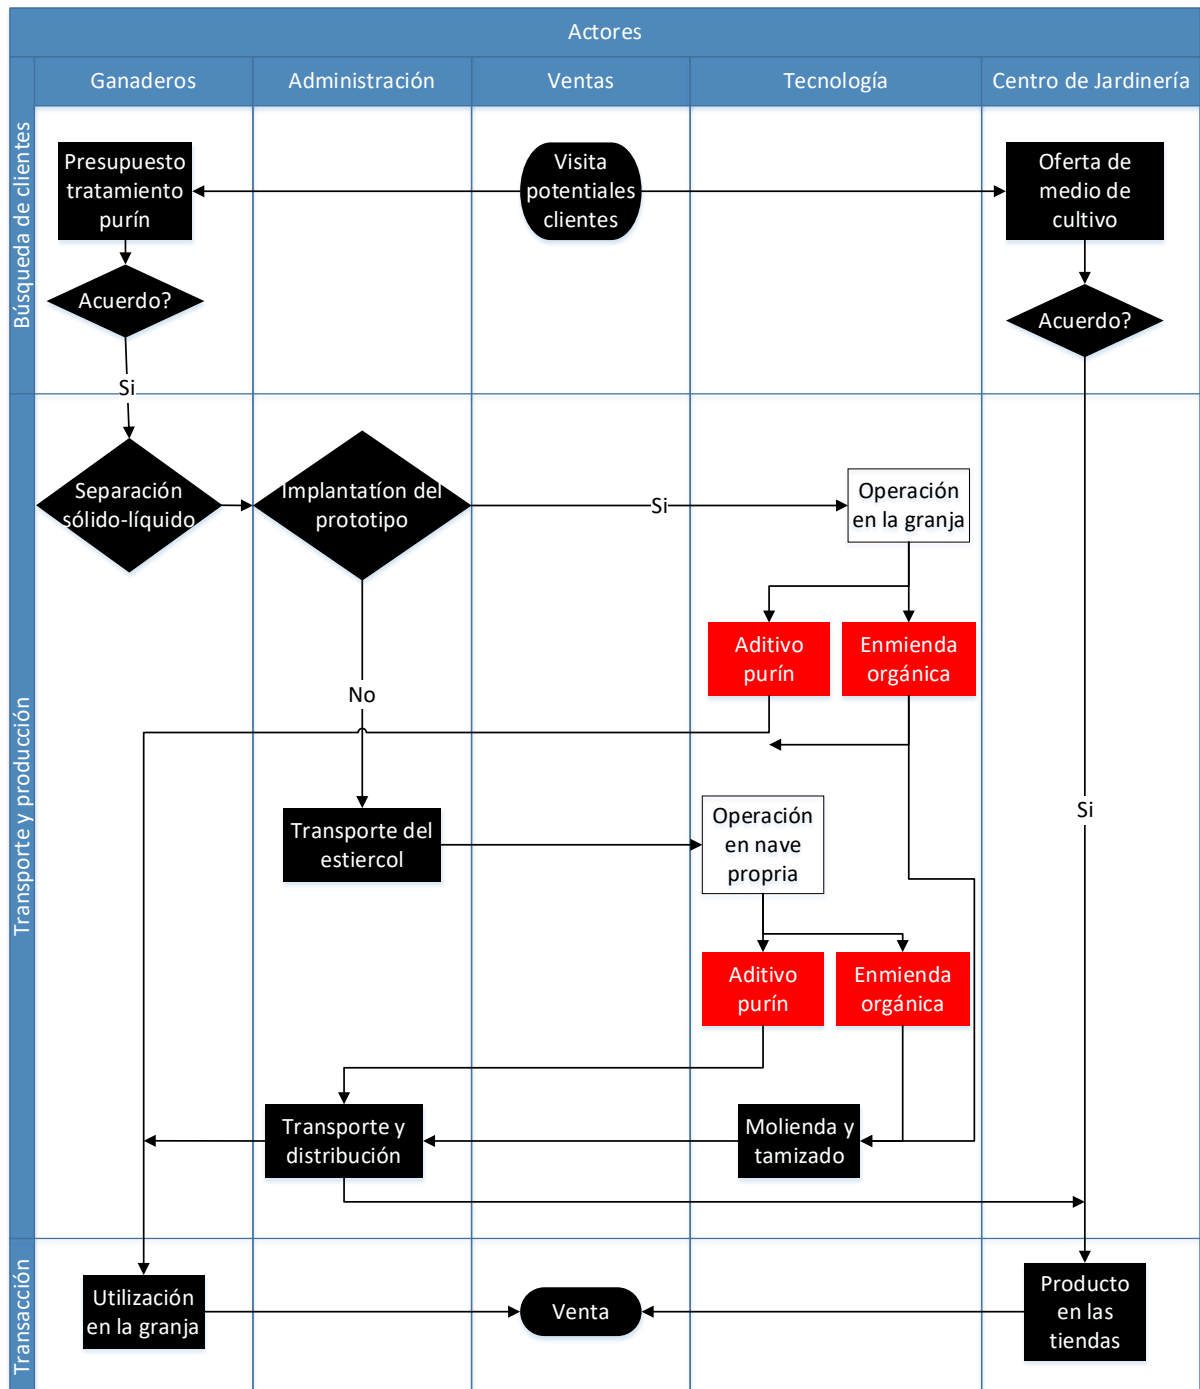 Actores
Ganaderos
Administración
Ventas
Tecnología
Centro de Jardinería
Búsqueda de clientes
Presupuesto
tratamiento
purín
Visita
potentiales
clientes
Oferta de
medio de
cultivo
Acuerdo?
Acuerdo?
Si
Transporte y producción
Separación
sólido-líquido
Implantatíon del
prototipo
Si
Operación
en la granja
Aditivo
purín
Enmienda
orgánica
No
Si
Transporte del
estiercol
Operación
en nave
propria
Aditivo
purín
Enmienda
orgánica
Transporte y
distribución
Molienda y
tamizado
Transacción
Utilización
en la granja
Venta
Producto
en las
tiendas